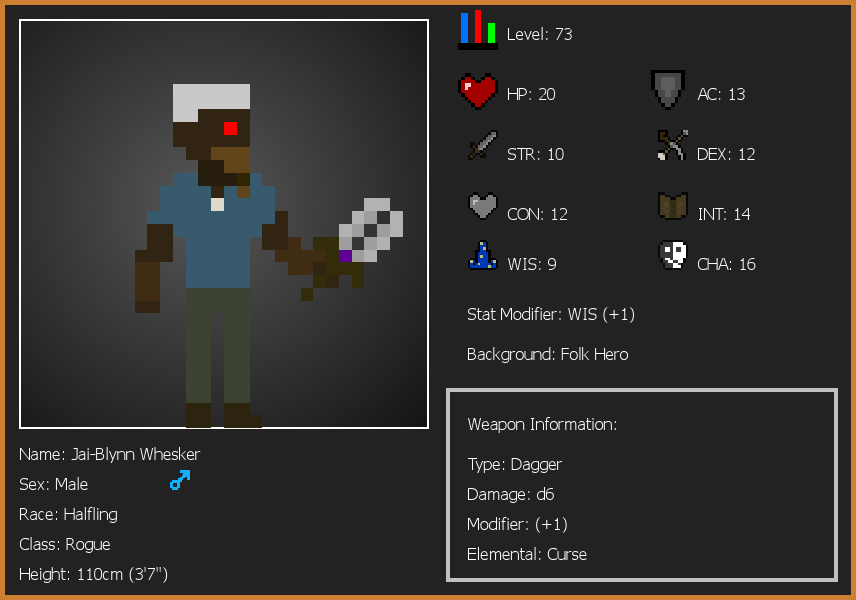 Level: 73
HP: 20
AC: 13
STR: 10
DEX: 12
CON: 12
INT: 14
WIS: 9
CHA: 16
Stat Modifier: WIS (+1)
Background: Folk Hero
Weapon Information:
Type: Dagger
Damage: d6
Modifier: (+1)
Elemental: Curse
Name: Jai-Blynn Whesker
Sex: Male
Race: Halfling
Class: Rogue
Height: 110cm (3'7")